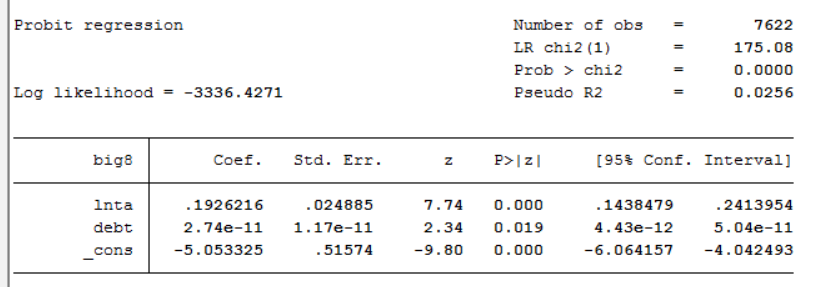 Probit regression Number of obs = 7622
LR chi2(1) = 175.08
Prob > chi2 = 0.0000
Log likelihood = -3336.4271 Pseudo R2 = 0.0256
big8 Coef. Std. Err. z P>|z| [95% Conf. Interval]
lnta .1926216 .024885 7.74 0.000 .1438479 .2413954
debt 2.74e-11 1.17e-11 2.34 0.019 4.43e-12 5.04e-11
_cons -5.053325 .51574 -9.80 0.000 -6.064157 -4.042493